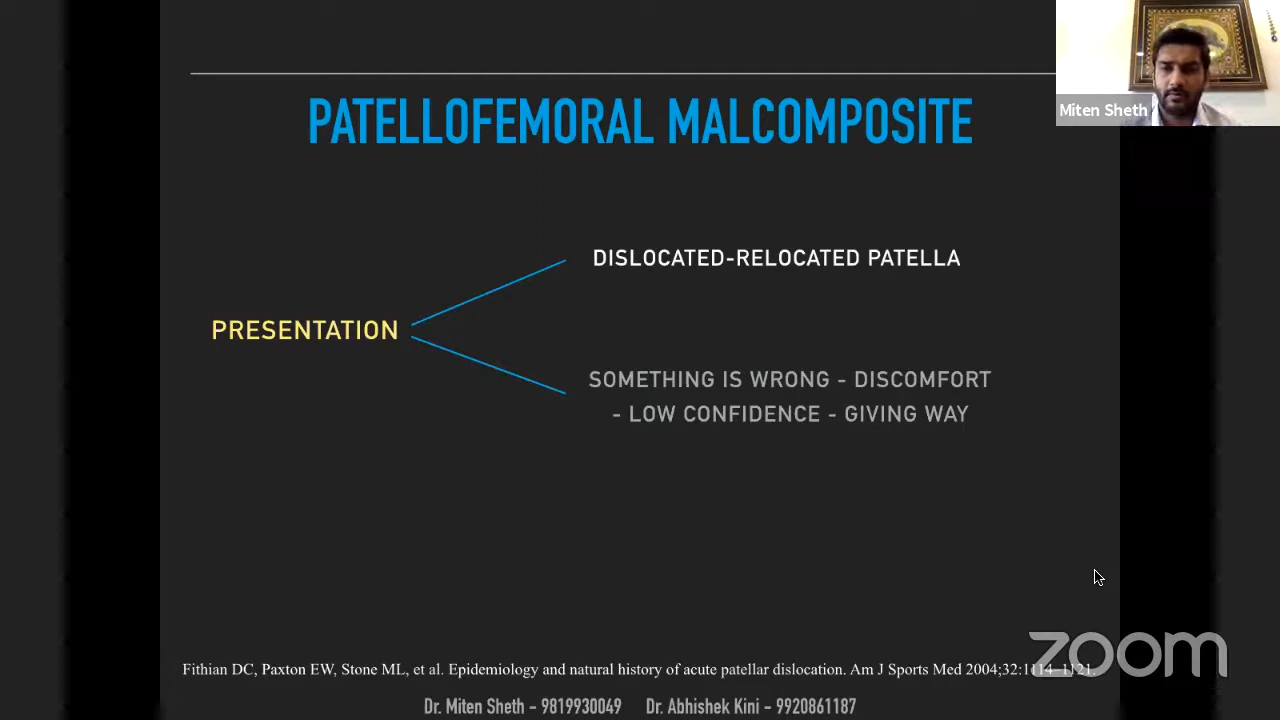 PATELLOFEMORAL MALCOMPOSITE
Miten Sheth
DISLOCATED-RELOCATED PATELLA
PRESENTATION
SOMETHING IS WRONG - DISCOMFORT
- LOW CONFIDENCE - GIVING WAY
zoom
Fithian DC, Paxton EW, Stone ML, et al. Epidemiology and natural history of acute patellar dislocation. Am J Sports Med 2004;32:1114–1121.
Dr. Miten Sheth - 9819930049 Dr. Abhishek Kini - 9920861187